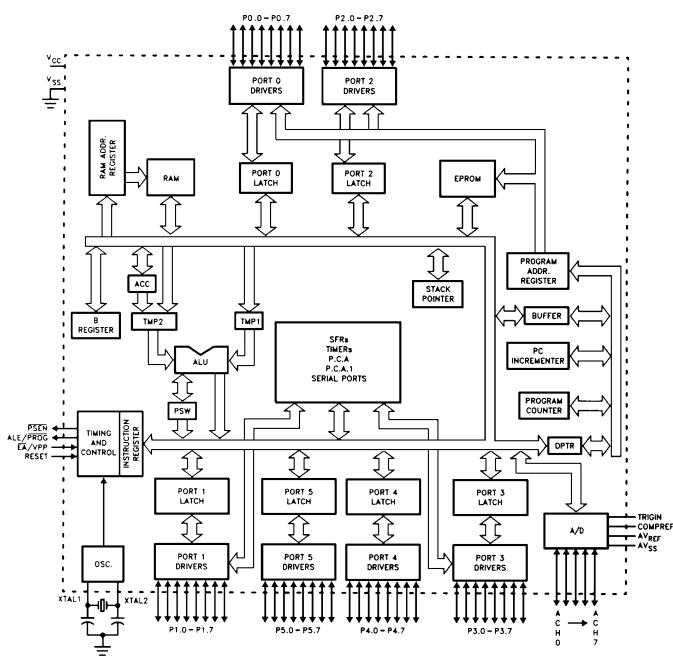 P0.0-P0.7
P2.0-P2.7
VCC
VSS
PORT 0
DRIVERS
PORT 2
DRIVERS
RAM ADDR.
REGISTER
RAM
PORT 0
LATCH
PORT 2
LATCH
EPROM
ACC
STACK
POINTER
PROGRAM
ADDR.
REGISTER
B
REGISTER
TMP2
TMP1
BUFFER
SFRs
TIMERs
P.C.A
P.C.A.1
SERIAL PORTS
ALU
PC
INCREMENTER
PSW
PROGRAM
COUNTER
PSEN
ALE/PROG
EA/VPP
RESET
TIMING
AND
CONTROL
INSTRUCTION
REGISTER
DPTR
PORT 1
LATCH
PORT 5
LATCH
PORT 4
LATCH
PORT 3
LATCH
A/D
TRIGIN
COMPREF
AVREF
AVSS
OSC.
PORT 1
DRIVERS
PORT 5
DRIVERS
PORT 4
DRIVERS
PORT 3
DRIVERS
XTAL1
XTAL2
P1.0-P1.7
P5.0-P5.7
P4.0-P4.7
P3.0-P3.7
ACH0
ACH7